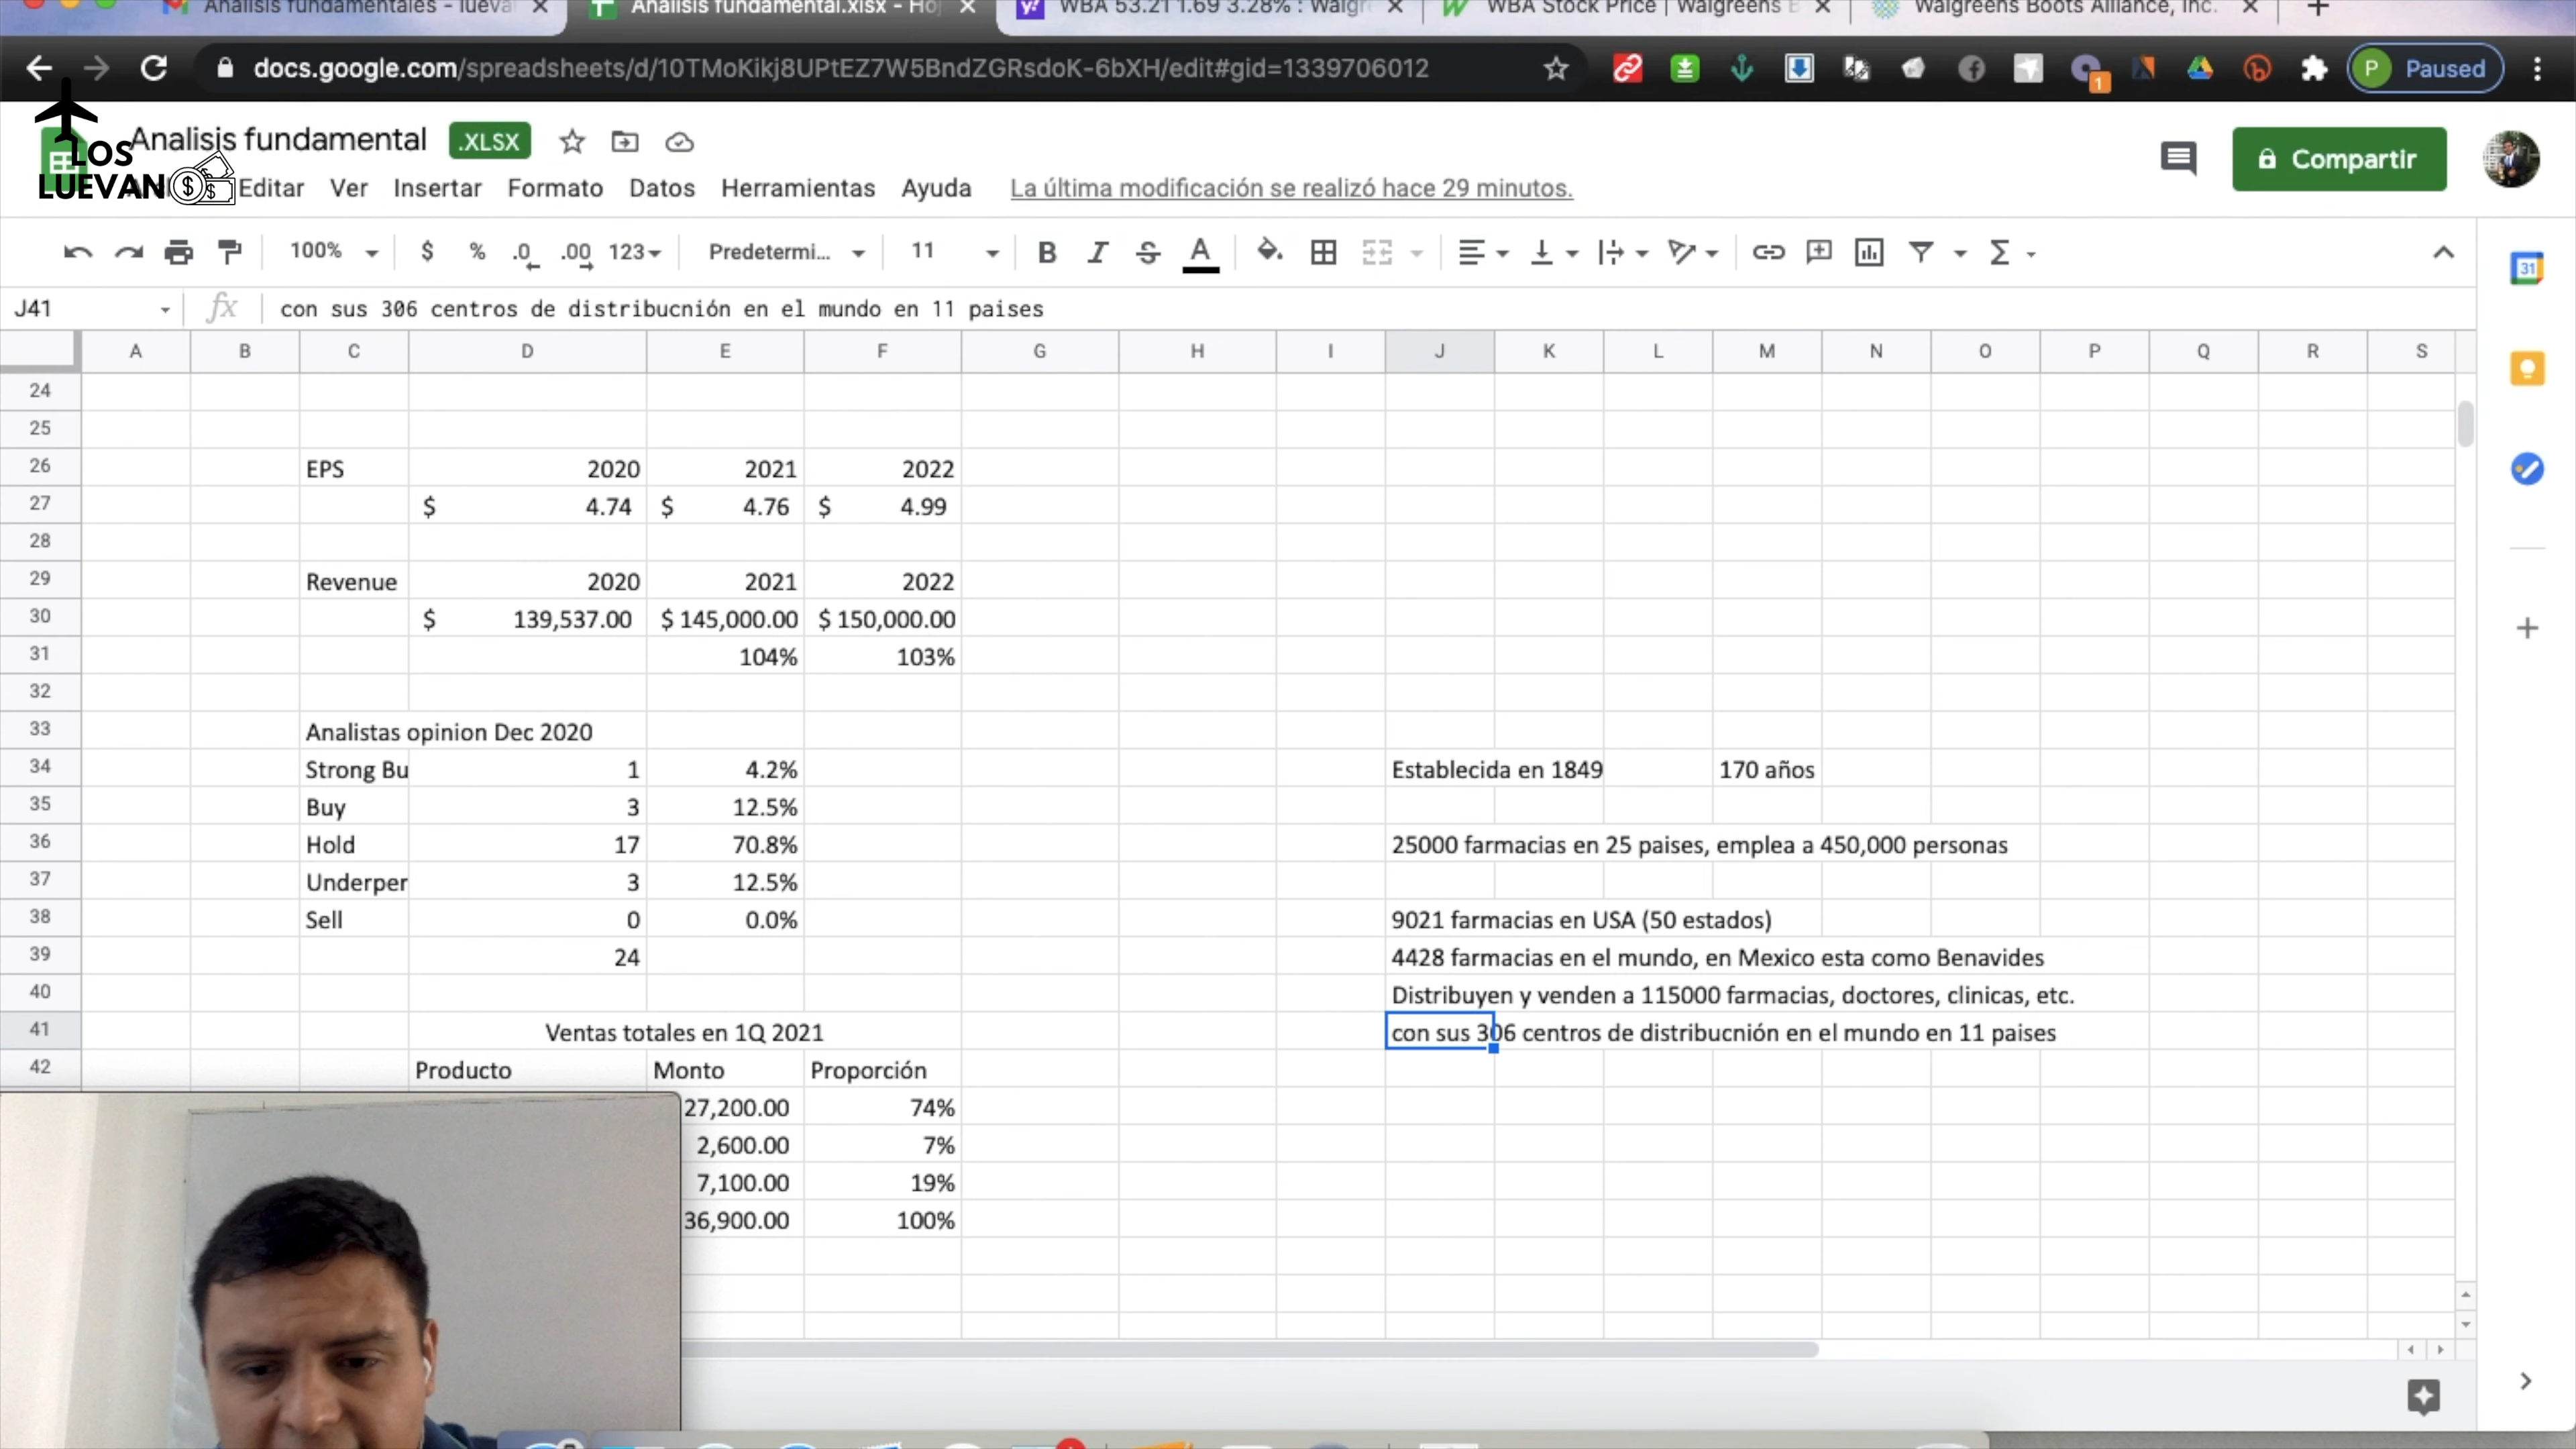 Analisis fundamentales - lueva
Analisis fundamental.xlsx - Ho
WBA 53.21 1.69 3.28% : Walgr
WBA Stock Price | Walgreens B
Walgreens Boots Alliance, Inc.
docs.google.com/spreadsheets/d/10TMoKikj8UPtEZ7W5BndZGRsdoK-6bXH/edit#gid=1339706012
1
P Paused
Analisis fundamental .XLSX
LOS
LUEVAN
Editar Ver Insertar Formato Datos Herramientas Ayuda La última modificación se realizó hace 29 minutos.
Compartir
100% $ % .0 .00 123 Predetermi... 11 B I S A Σ
31
J41 fx con sus 306 centros de distribucnión en el mundo en 11 paises
A B C D E F G H I J K L M N O P Q R S
24
25
26 EPS 2020 2021 2022
27 $ 4.74 $ 4.76 $ 4.99
28
29 Revenue 2020 2021 2022
30 $ 139,537.00 $ 145,000.00 $ 150,000.00
31 104% 103%
32
33 Analistas opinion Dec 2020
34 Strong Bu 1 4.2% Establecida en 1849 170 años
35 Buy 3 12.5%
36 Hold 17 70.8% 25000 farmacias en 25 paises, emplea a 450,000 personas
37 Underper 3 12.5%
38 Sell 0 0.0% 9021 farmacias en USA (50 estados)
39 24 4428 farmacias en el mundo, en Mexico esta como Benavides
40 Distribuyen y venden a 115000 farmacias, doctores, clinicas, etc.
41 Ventas totales en 1Q 2021 con sus 306 centros de distribucnión en el mundo en 11 paises
42 Producto Monto Proporción
27,200.00 74%
2,600.00 7%
7,100.00 19%
36,900.00 100%